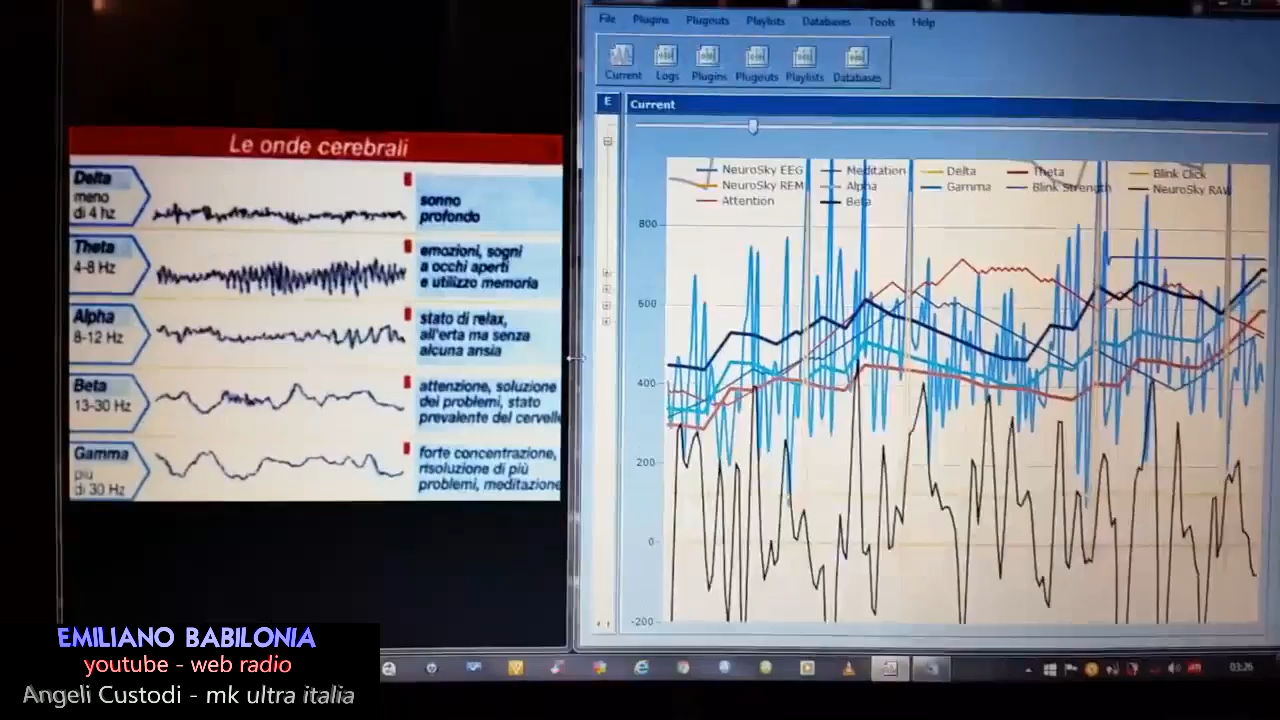 Le onde cerebrali
Delta
meno
di 4 hz
sonno
profondo
Theta
4-8 Hz
emozioni, sogni
a occhi aperti
e utilizzo memoria
Alpha
8-12 Hz
stato di relax,
all'erta ma senza
alcuna ansia
Beta
13-30 Hz
attenzione, soluzione
dei problemi, stato
prevalente del cervell
Gamma
più
di 30 Hz
forte concentrazione,
risoluzione di più
problemi, meditazione
File Plugins Plugeuts Playlists Databases Tools Help
Current Logs Plugins Plugeuts Playlists Databases
E Current
NeuroSky EEG Meditation Delta Theta Blink Click
NeuroSky REM Alpha Gamma Blink Strength NeuroSky RAW
Attention Beta
800
600
400
200
0
-200
03:26
EMILIANO BABILONIA
youtube - web radio
Angeli Custodi - mk ultra italia